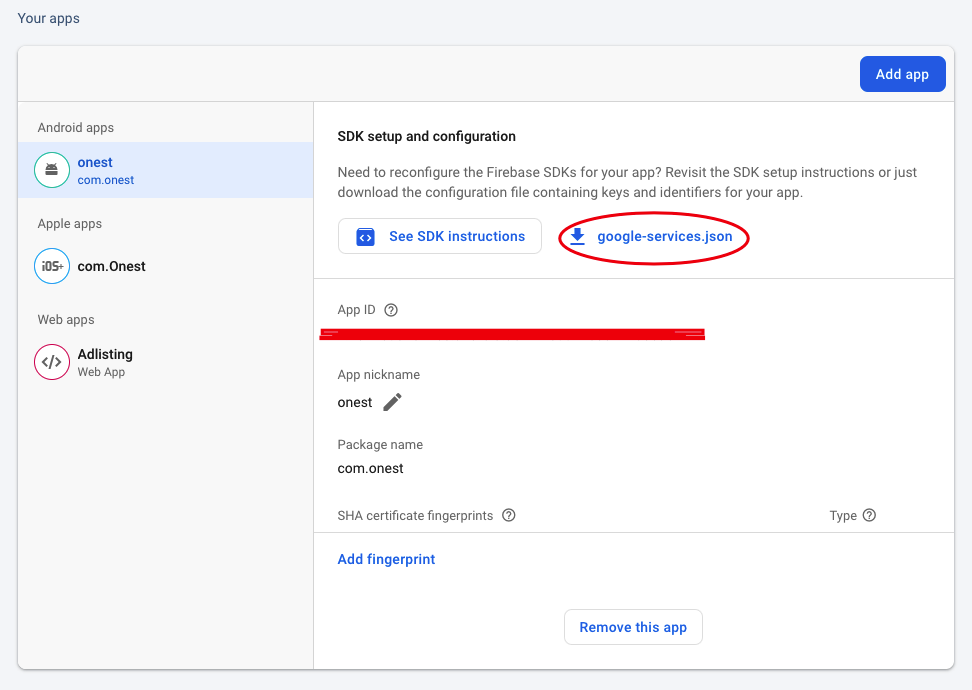 Your apps
Add app
Android apps
onest
com.onest
Apple apps
iOS+
com.Onest
Web apps
</>
Adlisting
Web App
SDK setup and configuration
Need to reconfigure the Firebase SDKs for your app? Revisit the SDK setup instructions or just
download the configuration file containing keys and identifiers for your app.
See SDK instructions
google-services.json
App ID
App nickname
onest
Package name
com.onest
SHA certificate fingerprints
Type
Add fingerprint
Remove this app